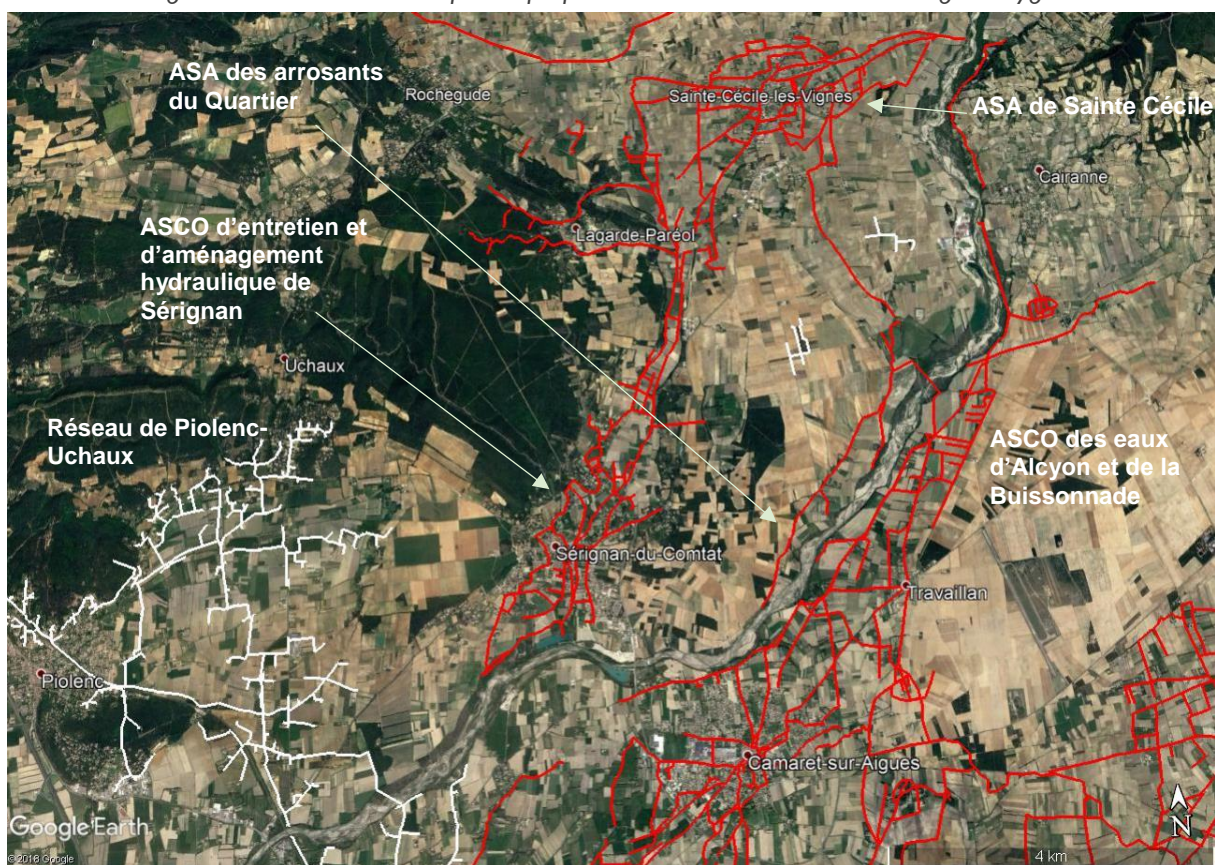 ASA des arrosants
du Quartier
Rochegude
Sainte-Cécile-les-Vignes
ASA de Sainte Cécile
Cairanne
ASCO d'entretien et
d'aménagement
hydraulique de
Sérignan
Lagarde-Paréol
Uchaux
Réseau de Piolenc-
Uchaux
ASCO des eaux
d'Alcyon et de la
Buissonnade
Sérignan-du-Comtat
Travaillan
Piolenc
Camaret-sur-Aigues
Google Earth
N
© 2018 Google
4 km